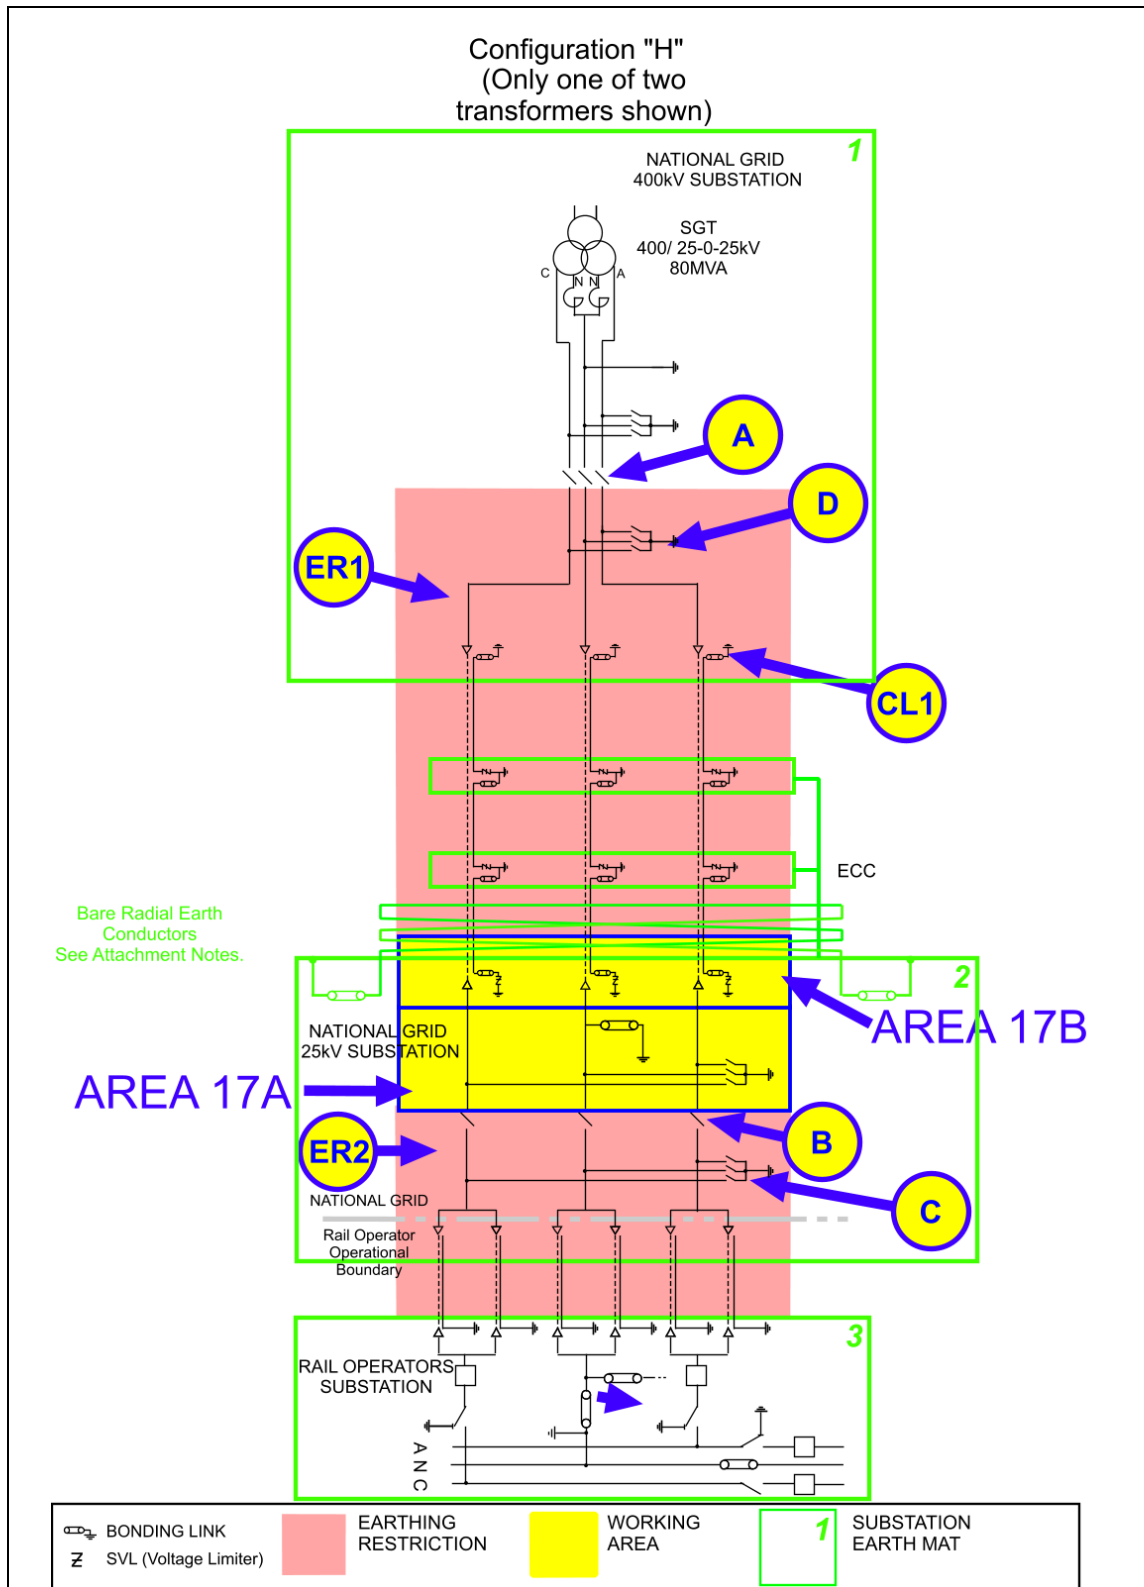 Configuration "H"
(Only one of two
transformers shown)
1
NATIONAL GRID
400kV SUBSTATION
SGT
400/ 25-0-25kV
80MVA
C
N N
A
A
D
ER1
CL1
ECC
Bare Radial Earth
Conductors
See Attachment Notes.
2
NATIONAL GRID
25kV SUBSTATION
AREA 17B
AREA 17A
B
ER2
C
NATIONAL GRID
Rail Operator
Operational
Boundary
3
RAIL OPERATORS
SUBSTATION
A
N
C
BONDING LINK
SVL (Voltage Limiter)
EARTHING
RESTRICTION
WORKING
AREA
1
SUBSTATION
EARTH MAT